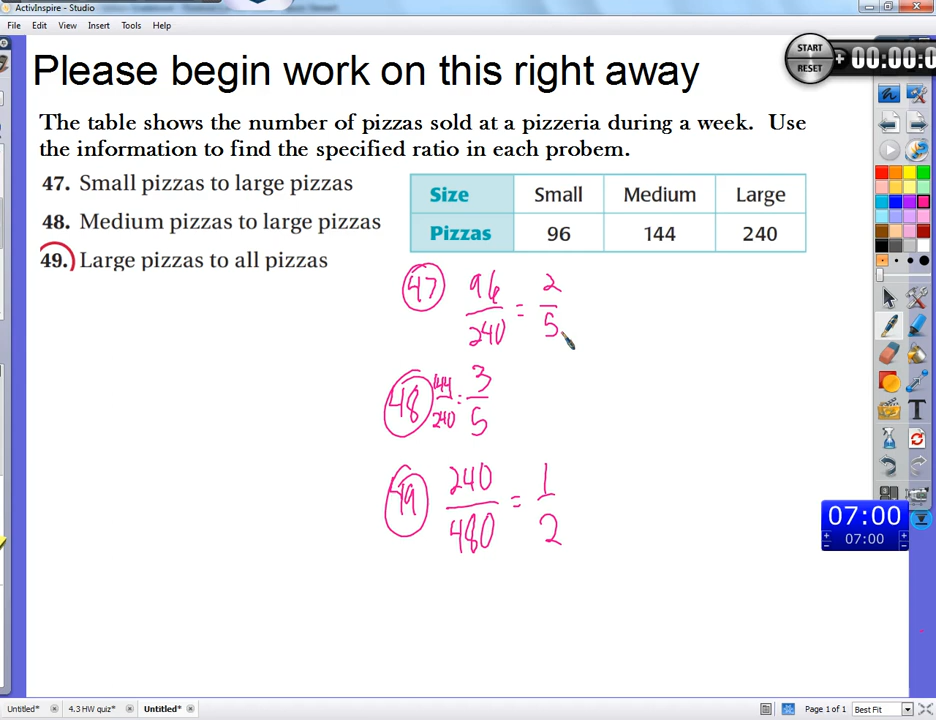 ActivInspire - Studio
File Edit View Insert Tools Help
START
RESET
00:00:0
Please begin work on this right away
The table shows the number of pizzas sold at a pizzeria during a week. Use
the information to find the specified ratio in each probem.
47. Small pizzas to large pizzas
48. Medium pizzas to large pizzas
49. Large pizzas to all pizzas
Size Small Medium Large
Pizzas 96 144 240
47 96/240 = 2/5
48 144/240 = 3/5
49 240/480 = 1/2
07:00
07:00
Untitled* 4.3 HW quiz* Untitled* Page 1 of 1 Best Fit